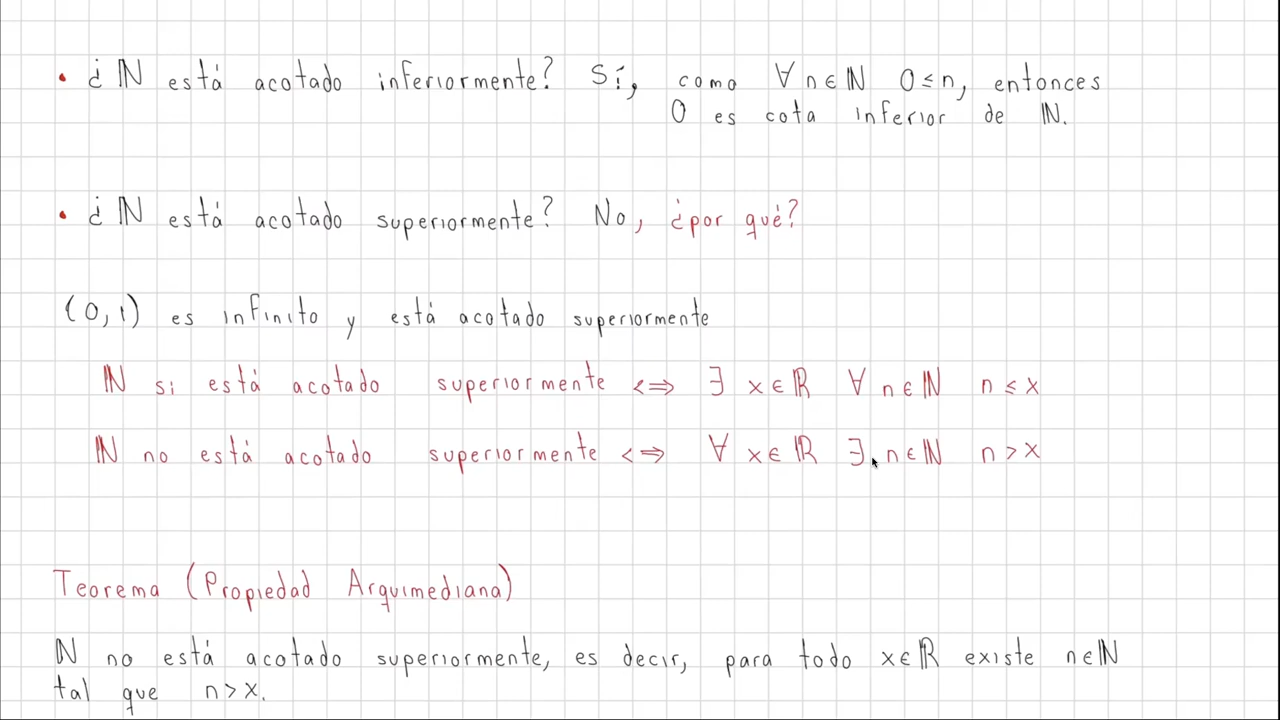 • ¿ℕ está acotado inferiormente? Sí, como ∀ n∈ℕ 0≤n, entonces
0 es cota inferior de ℕ.
• ¿ℕ está acotado superiormente? No, ¿por qué?
(0,1) es infinito y está acotado superiormente
ℕ si está acotado superiormente <=> ∃ x∈ℝ ∀ n∈ℕ n≤x
ℕ no está acotado superiormente <=> ∀ x∈ℝ ∃ n∈ℕ n>x
Teorema (Propiedad Arquimediana)
ℕ no está acotado superiormente, es decir, para todo x∈ℝ existe n∈ℕ
tal que n>x.